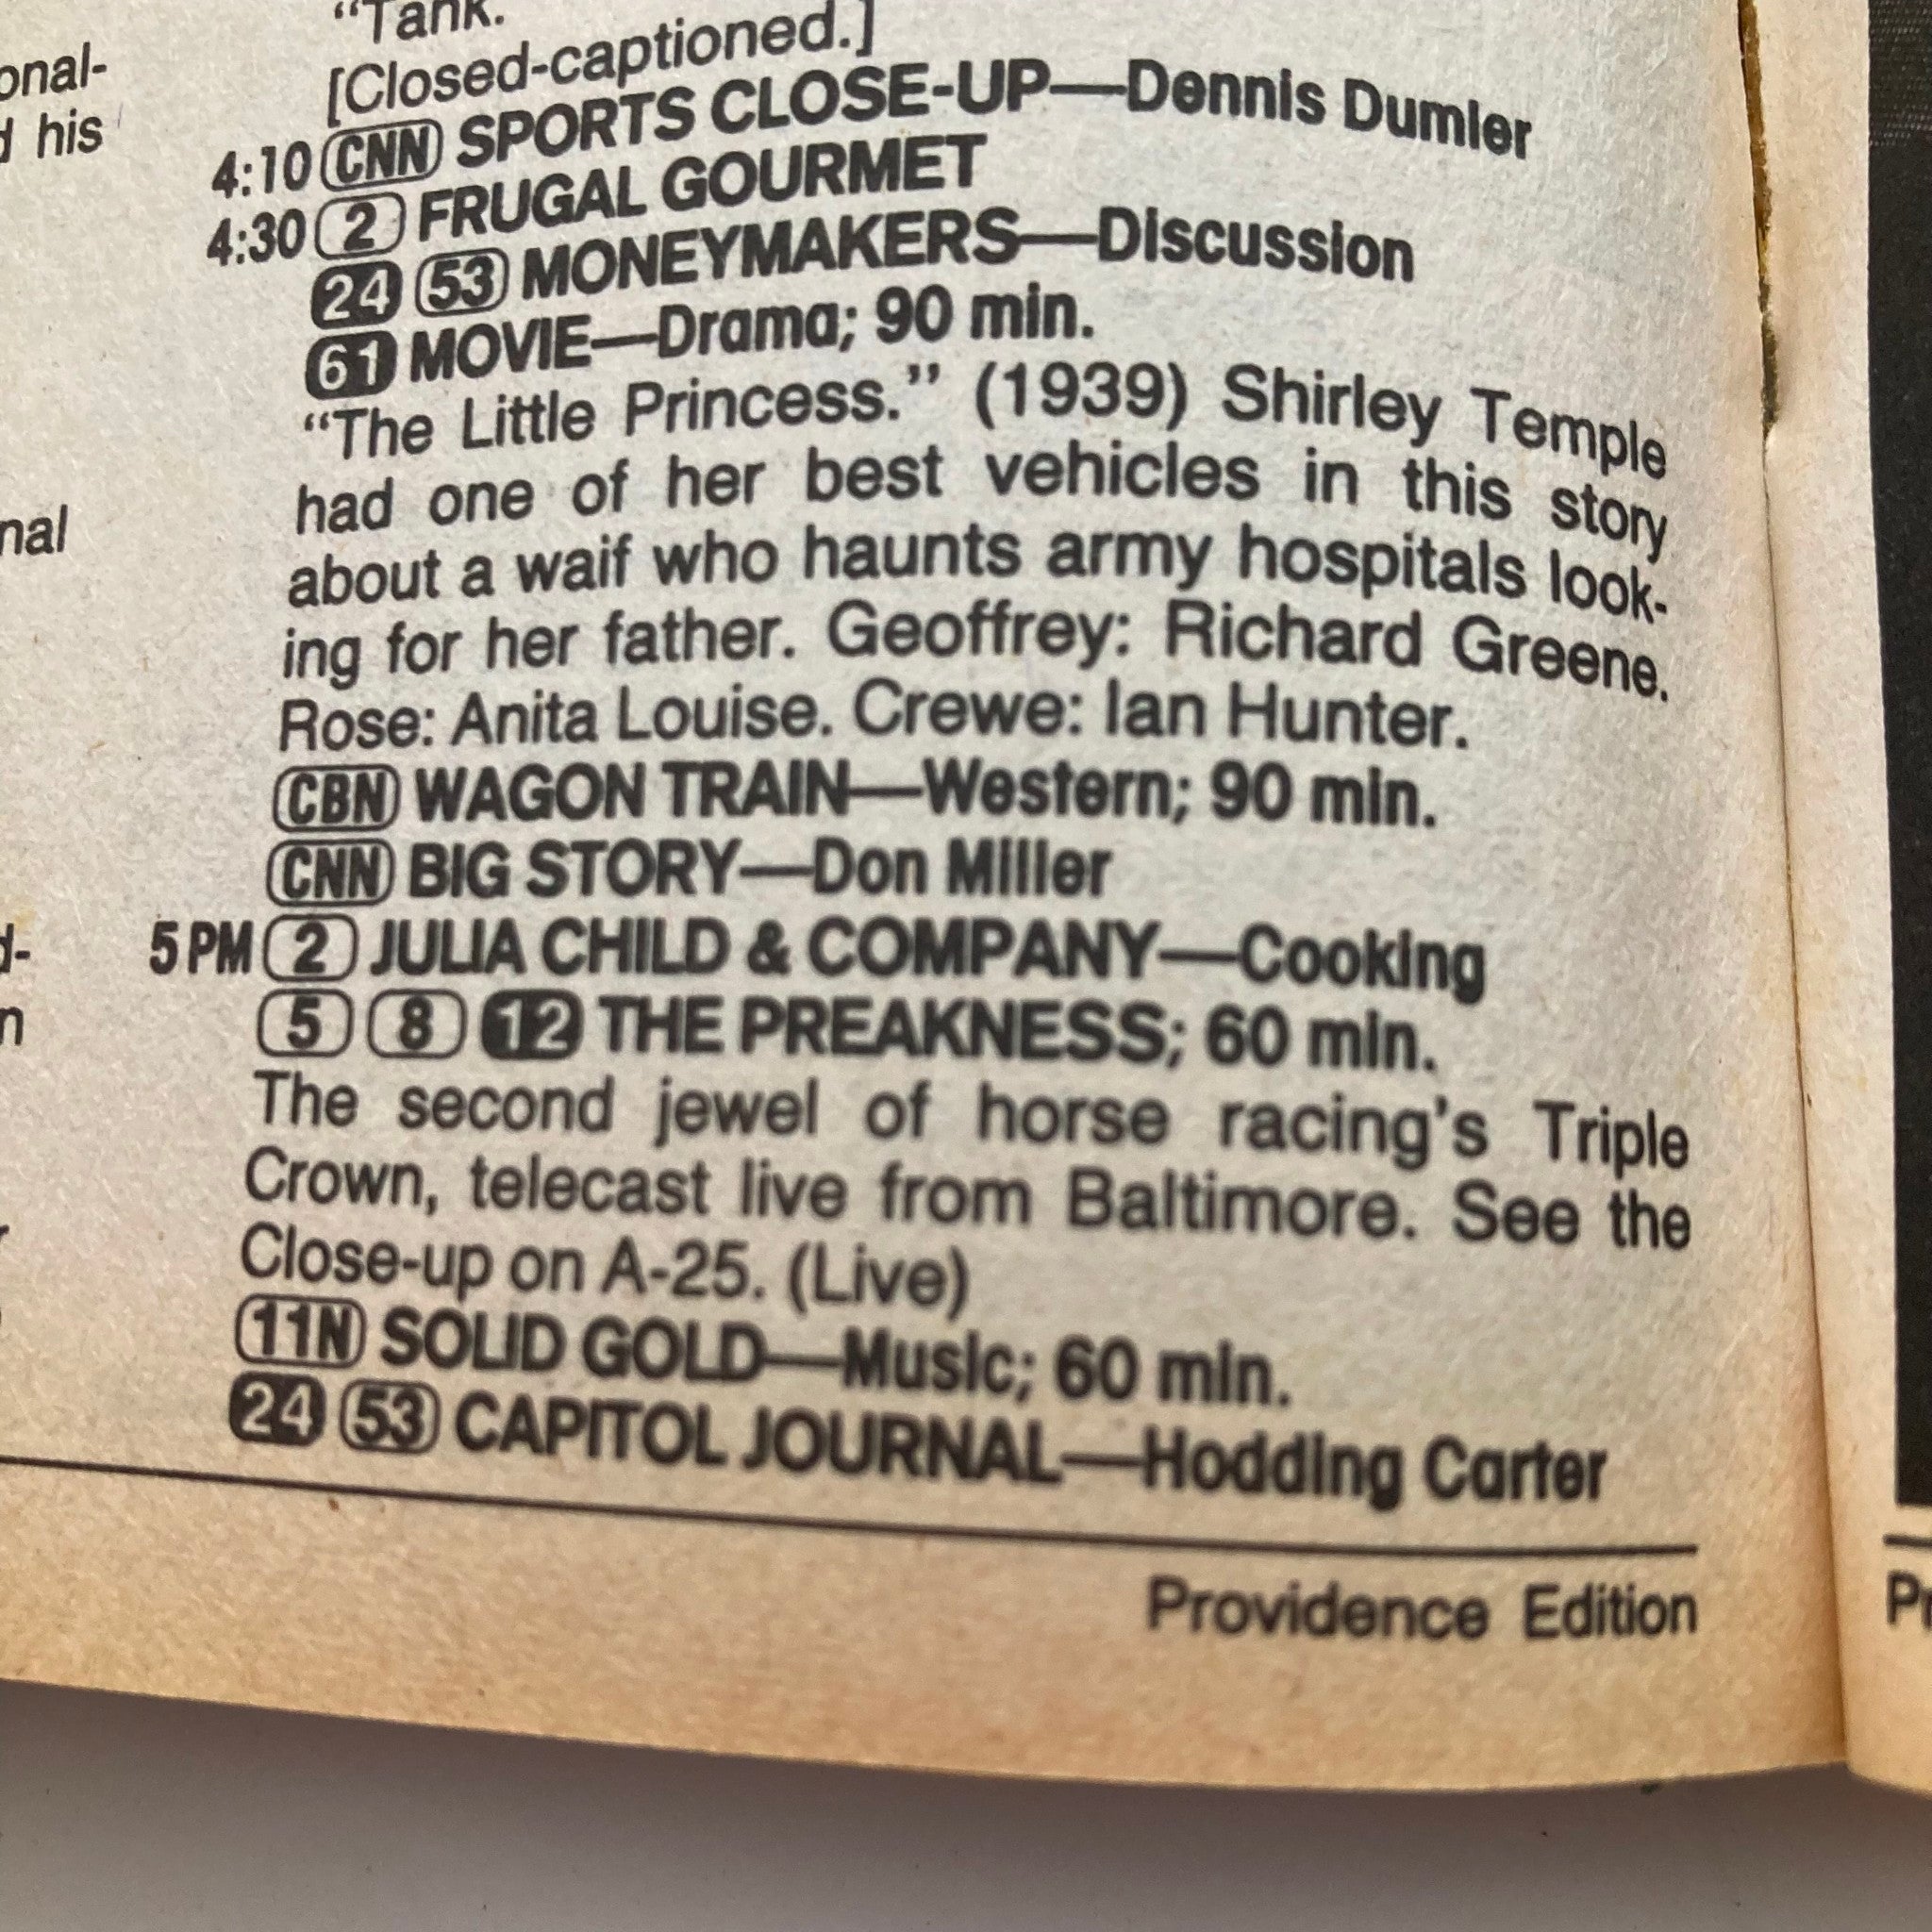 onal-
d his
nal
d-
n
"Tank.
[Closed-captioned.]
4:10 CNN SPORTS CLOSE-UP—Dennis Dumler
4:30 2 FRUGAL GOURMET
24 53 MONEYMAKERS—Discussion
61 MOVIE—Drama; 90 min.
"The Little Princess." (1939) Shirley Temple
had one of her best vehicles in this story
about a waif who haunts army hospitals look-
ing for her father. Geoffrey: Richard Greene.
Rose: Anita Louise. Crewe: Ian Hunter.
CBN WAGON TRAIN—Western; 90 min.
CNN BIG STORY—Don Miller
5 PM 2 JULIA CHILD & COMPANY—Cooking
5 8 12 THE PREAKNESS; 60 min.
The second jewel of horse racing's Triple
Crown, telecast live from Baltimore. See the
Close-up on A-25. (Live)
11N SOLID GOLD—Music; 60 min.
24 53 CAPITOL JOURNAL—Hodding Carter
Providence Edition